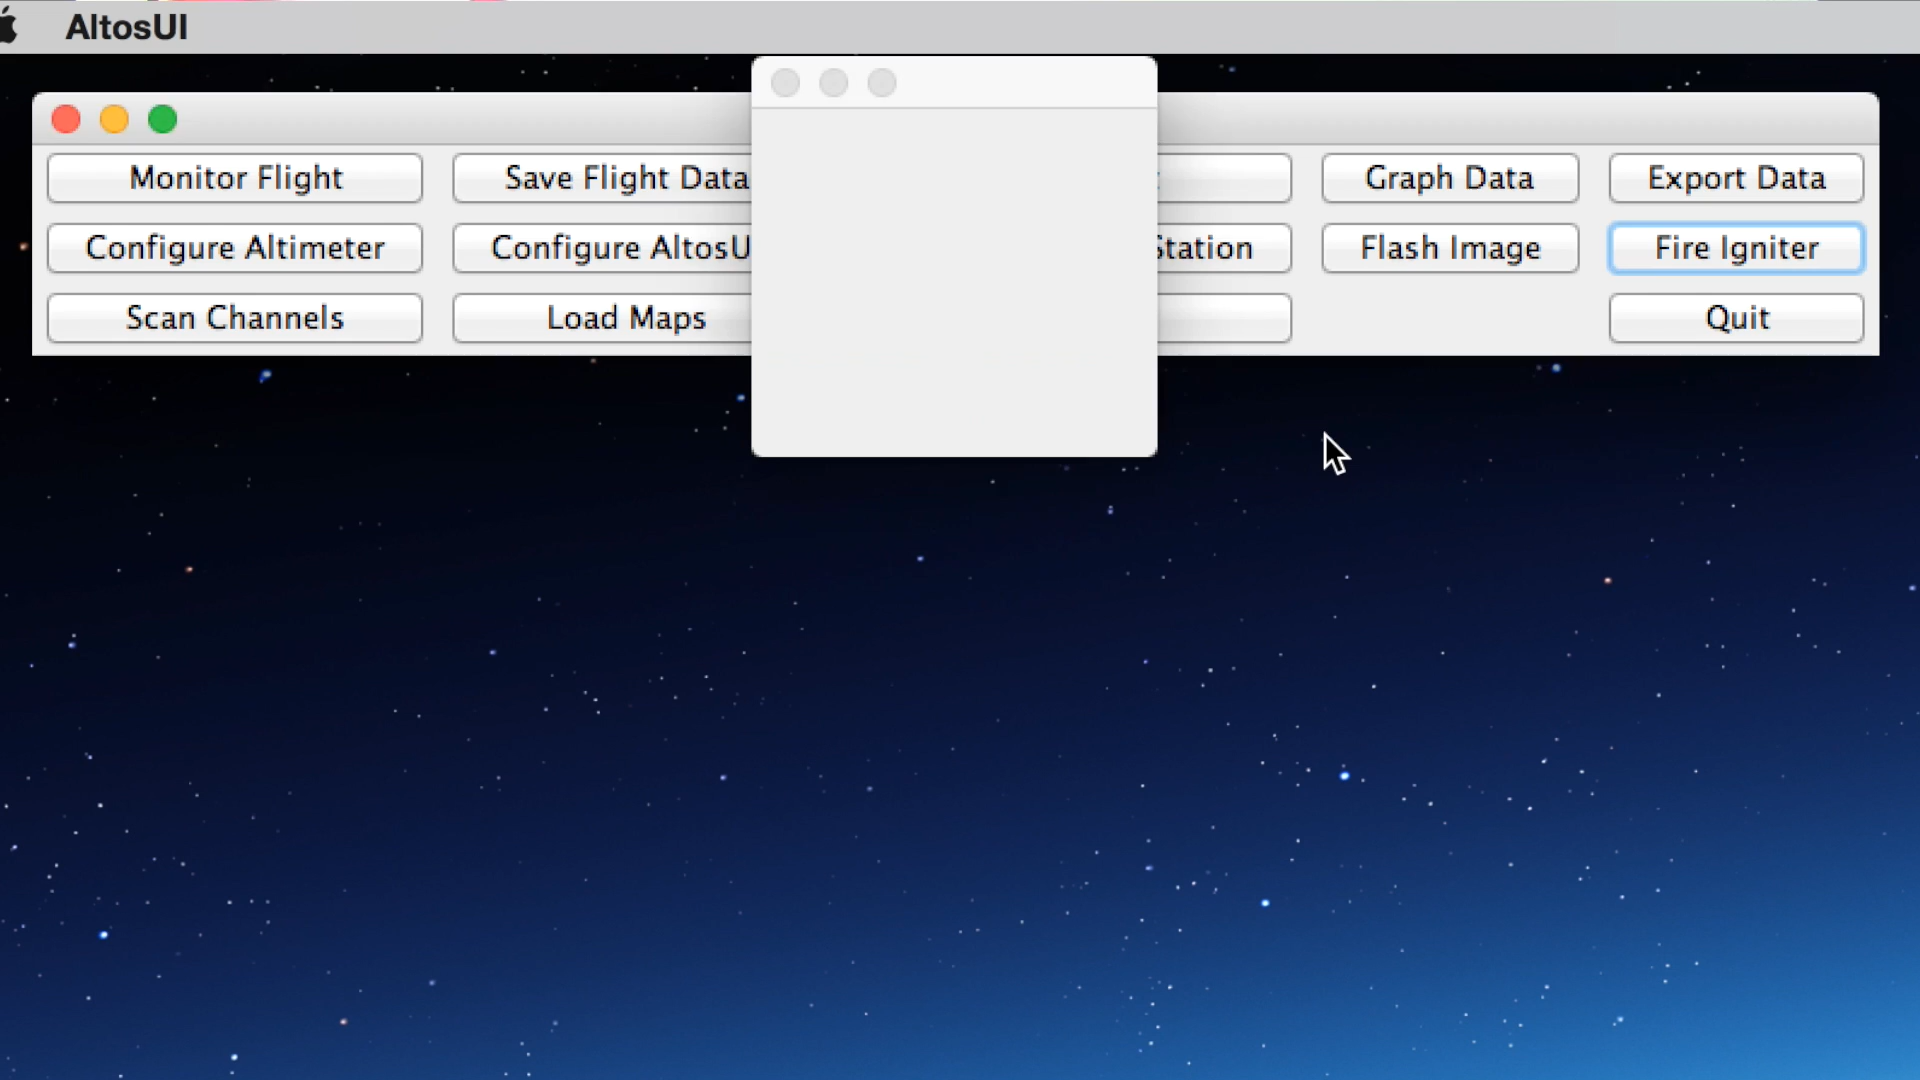 AltosUI
Monitor Flight Save Flight Data Graph Data Export Data
Configure Altimeter Configure AltosU Station Flash Image Fire Igniter
Scan Channels Load Maps Quit